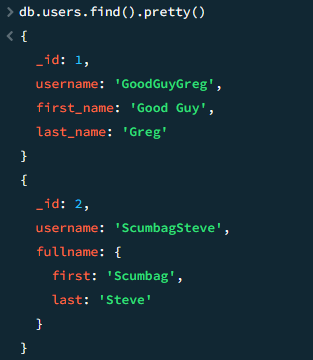 > db.users.find().pretty()
< {
_id: 1,
username: 'GoodGuyGreg',
first_name: 'Good Guy',
last_name: 'Greg'
}
{
_id: 2,
username: 'ScumbagSteve',
fullname: {
first: 'Scumbag',
last: 'Steve'
}
}